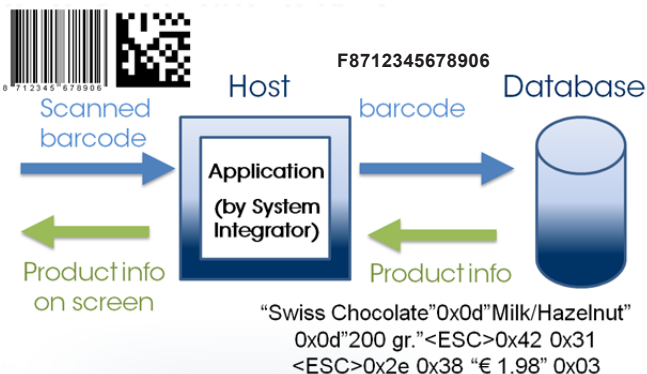 8 712345 678906
F8712345678906
Host
Database
Scanned
barcode
barcode
Application
(by System
Integrator)
Product info
on screen
Product info
“Swiss Chocolate”0x0d”Milk/Hazelnut”
0x0d”200 gr.”<ESC>0x42 0x31
<ESC>0x2e 0x38 “€ 1.98” 0x03